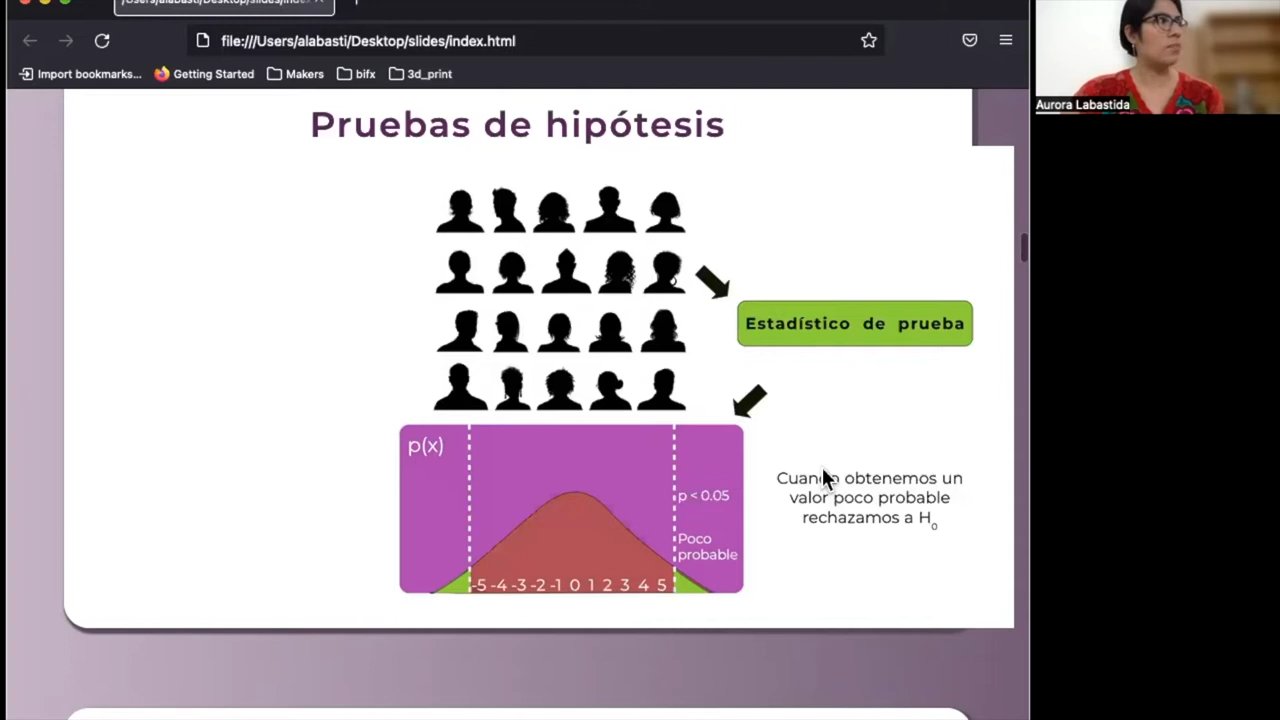 /Users/alabasti/Desktop/slides/inde
file:///Users/alabasti/Desktop/slides/index.html
Import bookmarks...
Getting Started
Makers
bifx
3d_print
Aurora Labastida
Pruebas de hipótesis
Estadístico de prueba
p(x)
p < 0.05
Poco
probable
-5 -4 -3 -2 -1 0 1 2 3 4 5
Cuando obtenemos un
valor poco probable
rechazamos a H0